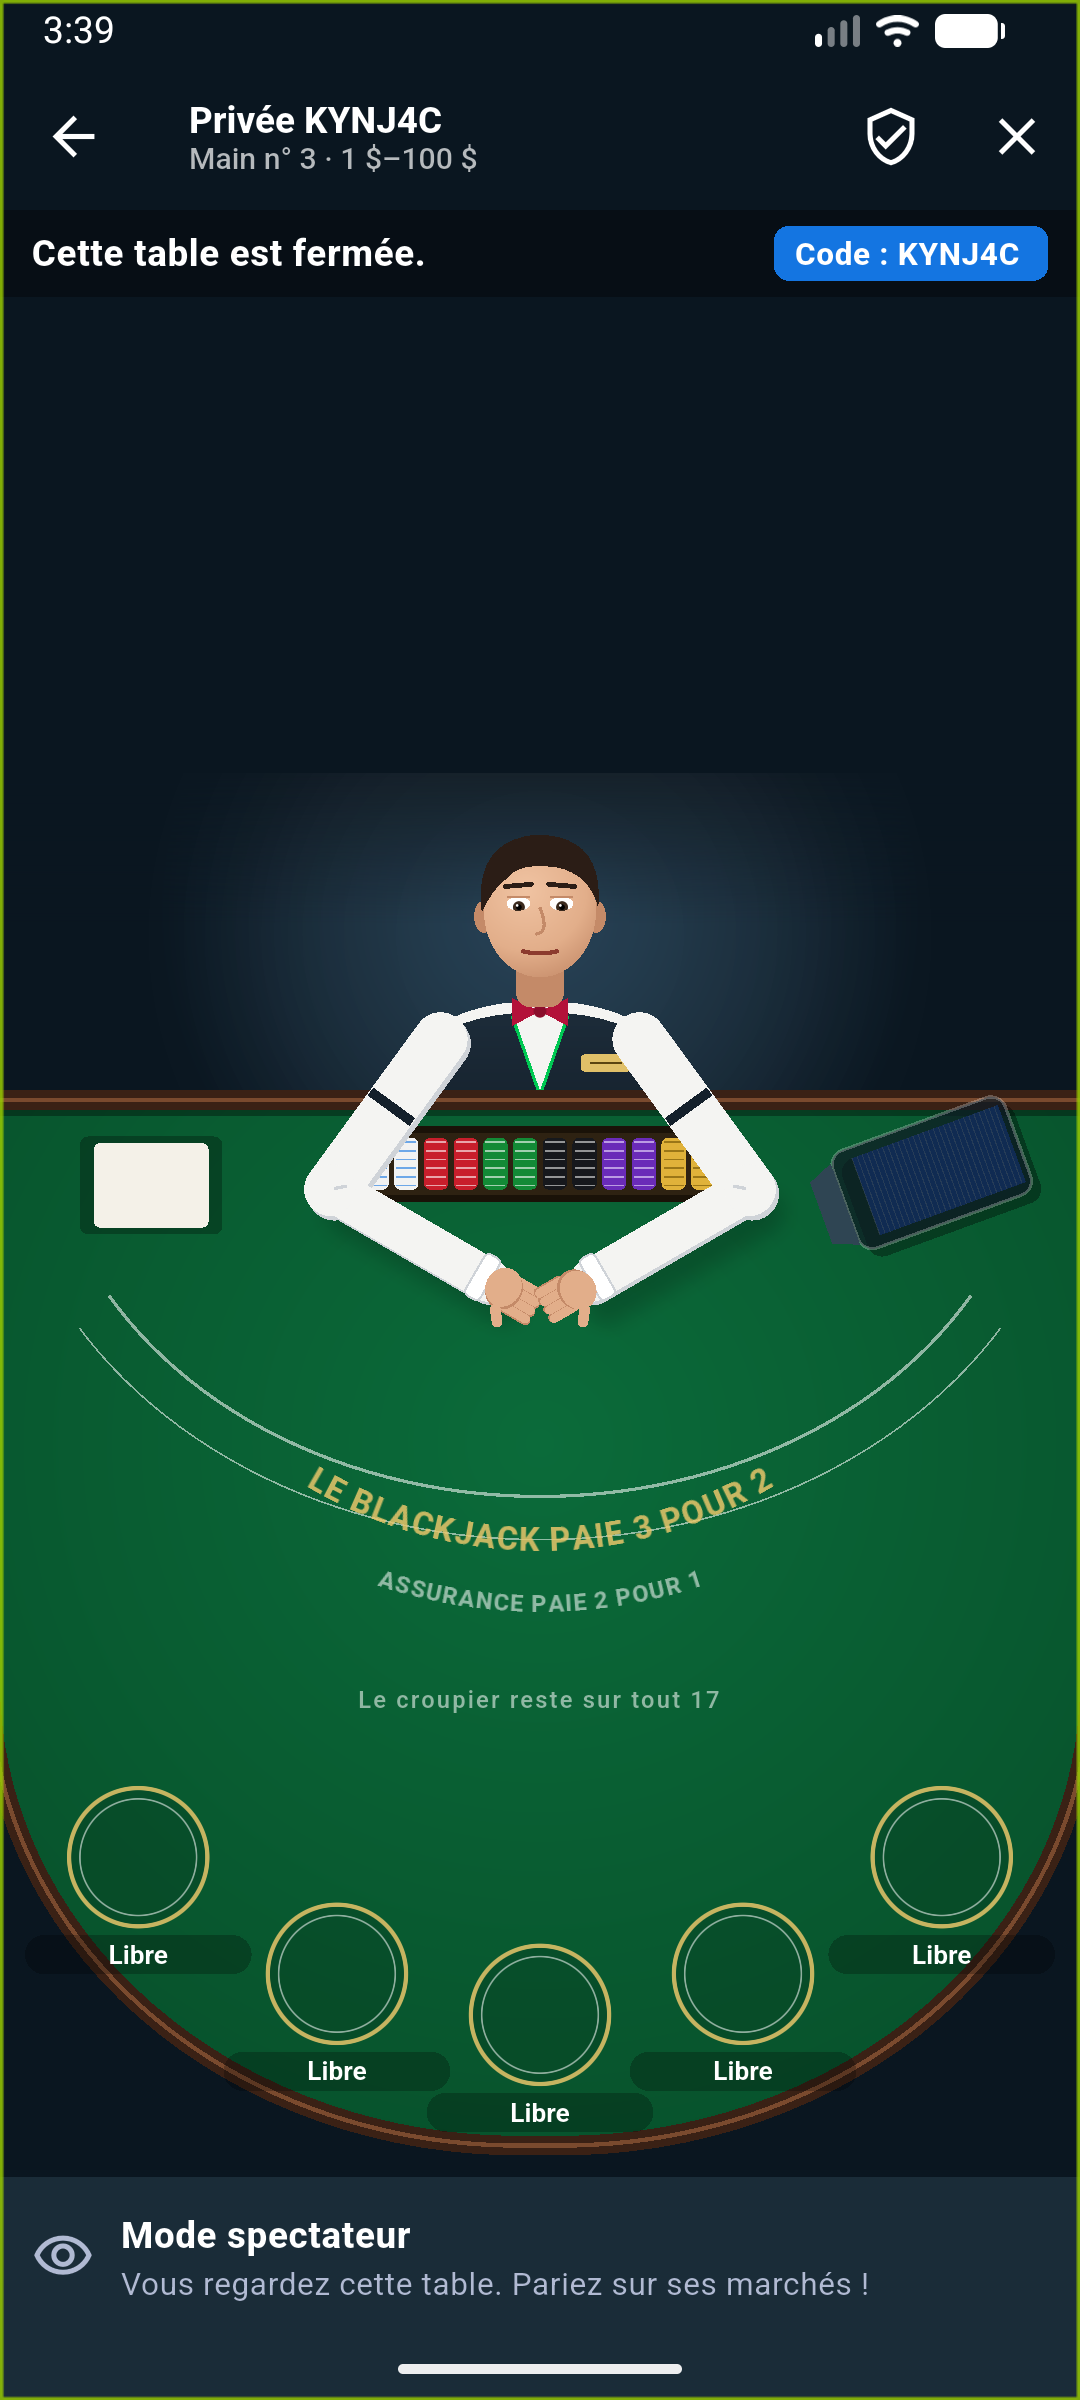 3:39
Privée KYNJ4C
Main n° 3 · 1 $–100 $
Cette table est fermée.
Code : KYNJ4C
LE BLACKJACK PAIE 3 POUR 2
ASSURANCE PAIE 2 POUR 1
Le croupier reste sur tout 17
Libre
Libre
Libre
Libre
Libre
Mode spectateur
Vous regardez cette table. Pariez sur ses marchés !